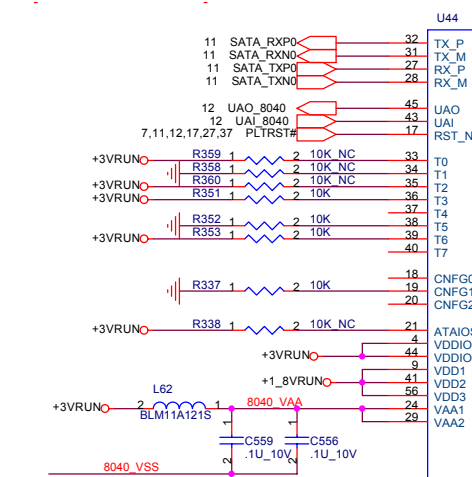 U44
11 SATA_RXP0 32 TX_P
11 SATA_RXN0 31 TX_M
11 SATA_TXP0 27 RX_P
11 SATA_TXN0 28 RX_M
12 UAO_8040 45 UAO
12 UAI_8040 43 UAI
7,11,12,17,27,37 PLTRST# 17 RST_N
+3VRUN R359 1 2 10K_NC 33 T0
R358 1 2 10K_NC 34 T1
+3VRUN R360 1 2 10K_NC 35 T2
+3VRUN R351 1 2 10K 36 T3
37 T4
R352 1 2 10K 38 T5
+3VRUN R353 1 2 10K 39 T6
40 T7
18 CNFG0
R337 1 2 10K 19 CNFG1
20 CNFG2
+3VRUN R338 1 2 10K_NC 21 ATAIOS
4 VDDIO
+3VRUN 44 VDDIO
9 VDD1
+1_8VRUN 41 VDD2
56 VDD3
L62
+3VRUN 2 1 8040_VAA 24 VAA1
BLM11A121S
29 VAA2
1 1
C559 C556
.1U_10V .1U_10V
2 2
8040_VSS